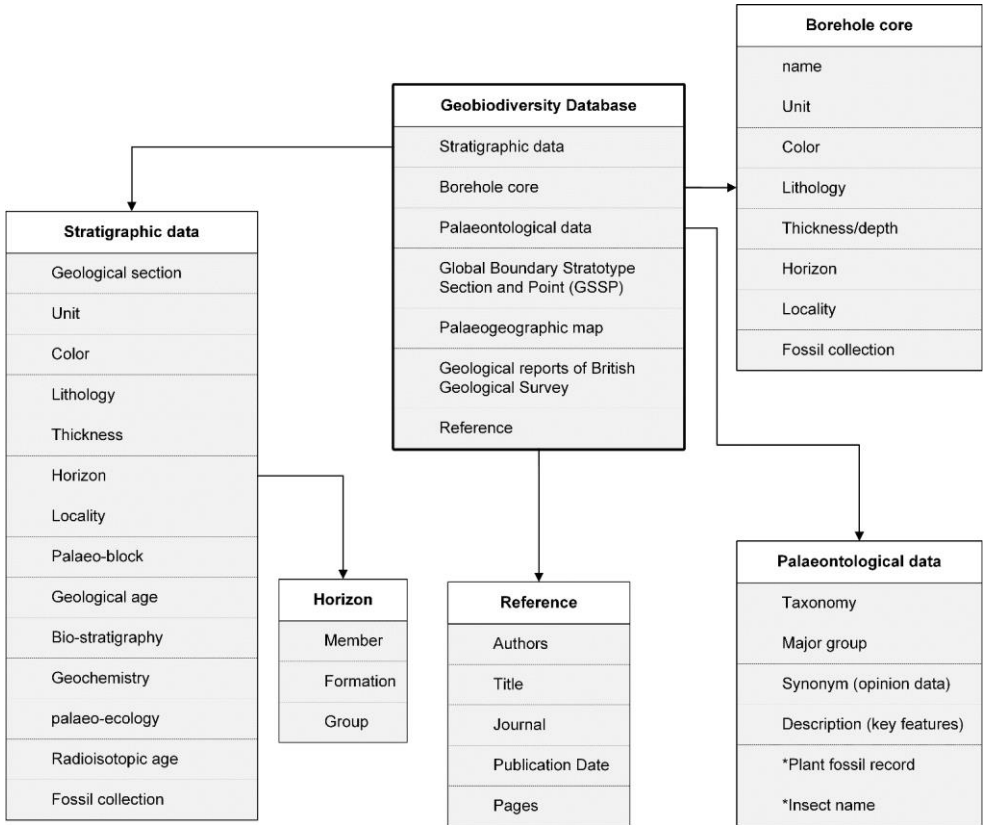 Geobiodiversity Database
Stratigraphic data
Borehole core
Palaeontological data
Global Boundary Stratotype
Section and Point (GSSP)
Palaeogeographic map
Geological reports of British
Geological Survey
Reference
Borehole core
name
Unit
Color
Lithology
Thickness/depth
Horizon
Locality
Fossil collection
Stratigraphic data
Geological section
Unit
Color
Lithology
Thickness
Horizon
Locality
Palaeo-block
Geological age
Bio-stratigraphy
Geochemistry
palaeo-ecology
Radioisotopic age
Fossil collection
Horizon
Member
Formation
Group
Reference
Authors
Title
Journal
Publication Date
Pages
Palaeontological data
Taxonomy
Major group
Synonym (opinion data)
Description (key features)
*Plant fossil record
*Insect name